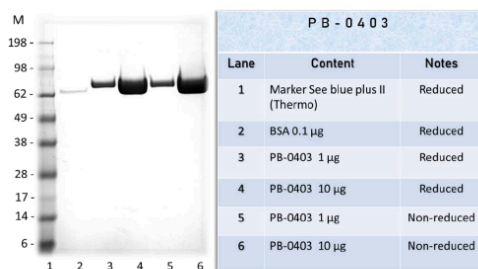 M
198 -
98 -
62 -
49 -
38 -
28 -
17 -
14 -
6 -
1 2 3 4 5 6
PB-0403
Lane Content Notes
1 Marker See blue plus II (Thermo) Reduced
2 BSA 0.1 µg Reduced
3 PB-0403 1 µg Reduced
4 PB-0403 10 µg Reduced
5 PB-0403 1 µg Non-reduced
6 PB-0403 10 µg Non-reduced